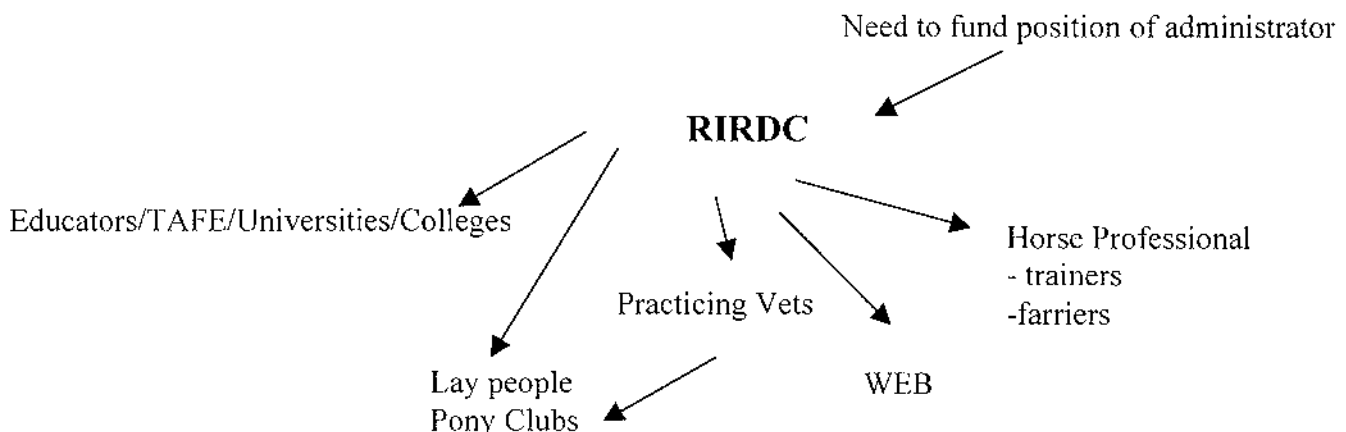 Need to fund position of administrator
RIRDC
Educators/TAFE/Universities/Colleges
Horse Professional
- trainers
-farriers
Practicing Vets
WEB
Lay people
Pony Clubs